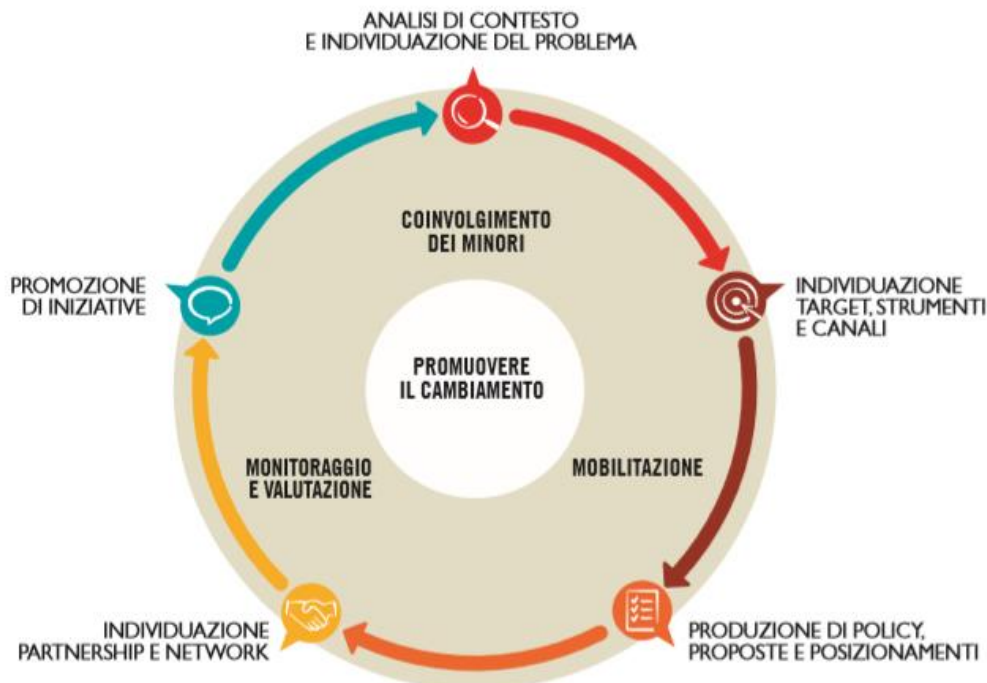 ANALISI DI CONTESTO
E INDIVIDUAZIONE DEL PROBLEMA
COINVOLGIMENTO
DEI MINORI
PROMOZIONE
DI INIZIATIVE
INDIVIDUAZIONE
TARGET, STRUMENTI
E CANALI
PROMUOVERE
IL CAMBIAMENTO
MONITORAGGIO
E VALUTAZIONE
MOBILITAZIONE
INDIVIDUAZIONE
PARTNERSHIP E NETWORK
PRODUZIONE DI POLICY,
PROPOSTE E POSIZIONAMENTI